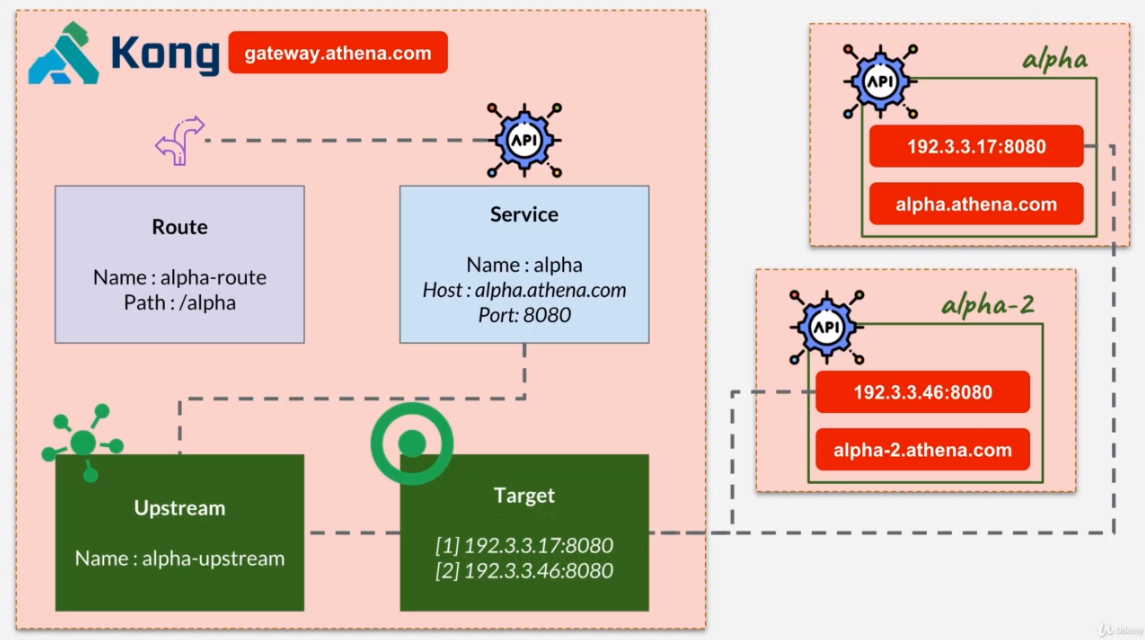 Kong
gateway.athena.com
API
Route
Name : alpha-route
Path : /alpha
Service
Name : alpha
Host : alpha.athena.com
Port: 8080
Upstream
Name : alpha-upstream
Target
[1] 192.3.3.17:8080
[2] 192.3.3.46:8080
alpha
API
192.3.3.17:8080
alpha.athena.com
alpha-2
API
192.3.3.46:8080
alpha-2.athena.com
Udemy